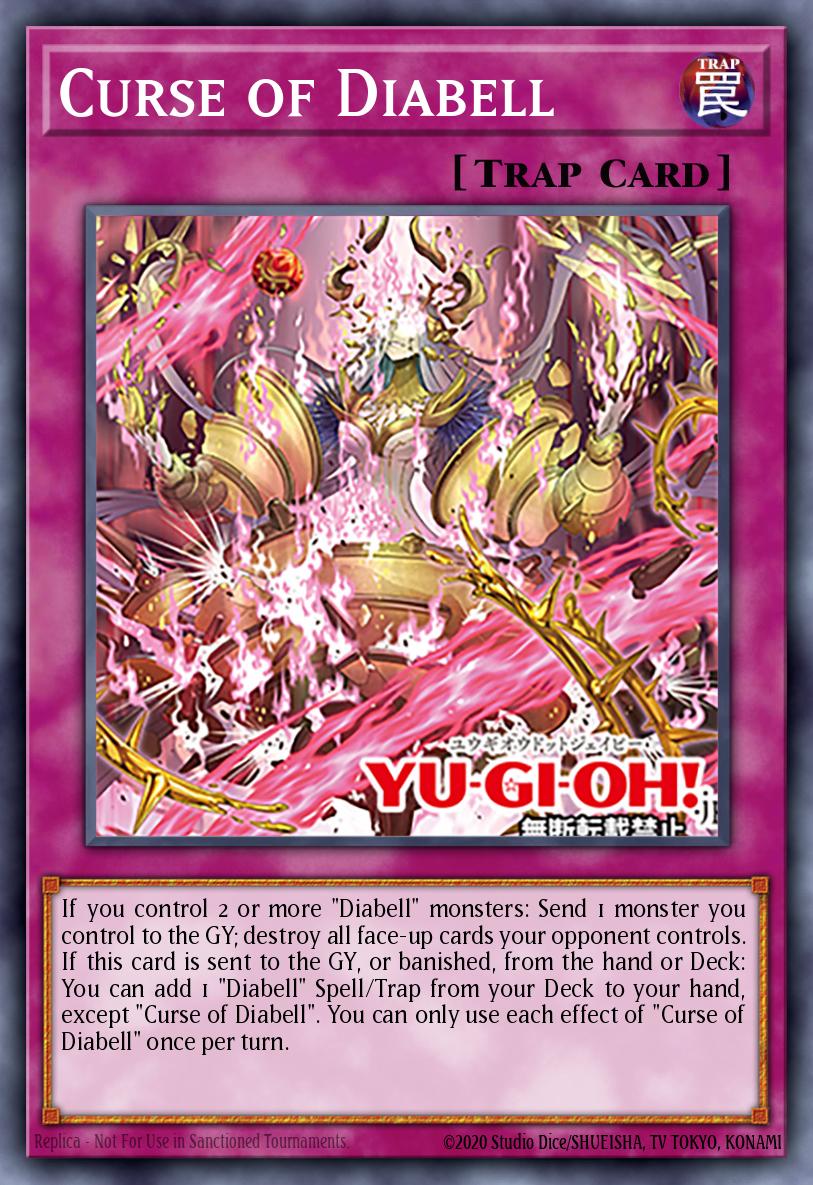 CURSE OF DIABELL
TRAP
罠
[TRAP CARD]
ユウギオウドットジェイピー
YU-GI-OH!
無断転載禁止
If you control 2 or more "Diabell" monsters: Send 1 monster you
control to the GY; destroy all face-up cards your opponent controls.
If this card is sent to the GY, or banished, from the hand or Deck:
You can add 1 "Diabell" Spell/Trap from your Deck to your hand,
except "Curse of Diabell". You can only use each effect of "Curse of
Diabell" once per turn.
Replica - Not For Use in Sanctioned Tournaments.
©2020 Studio Dice/SHUEISHA, TV TOKYO, KONAMI